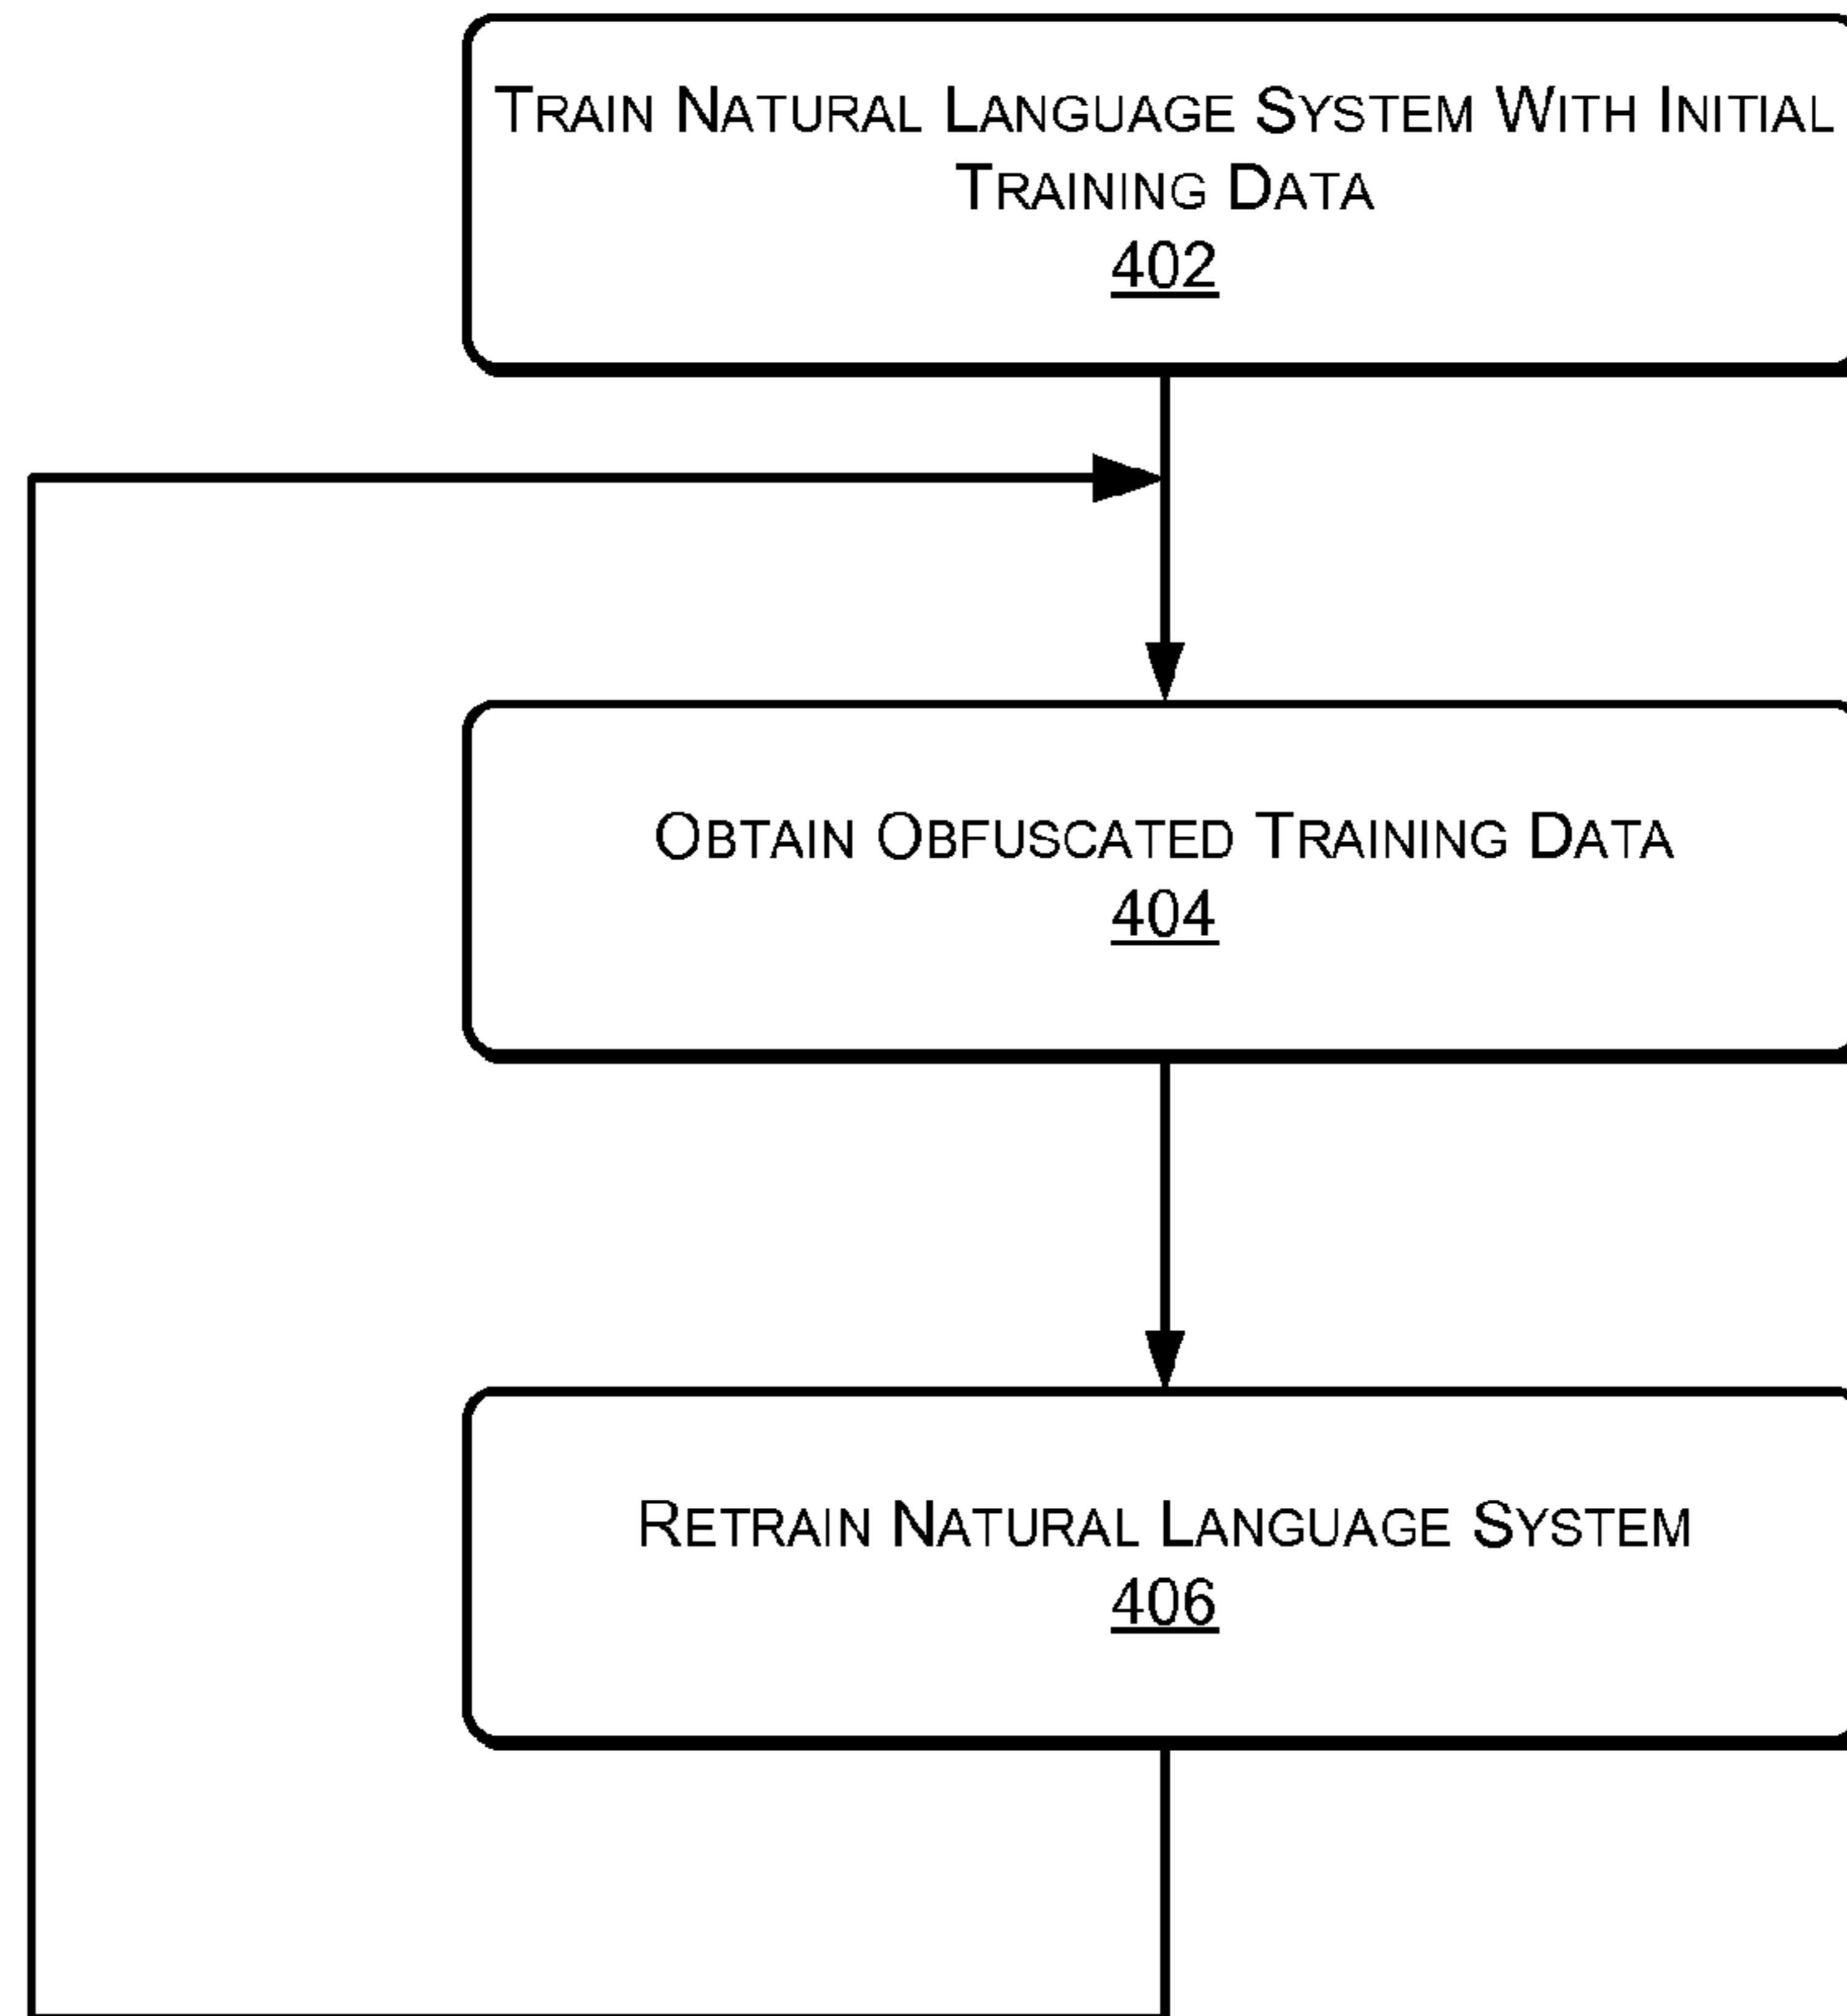 Train Natural Language System With Initial
Training Data
402
Obtain Obfuscated Training Data
404
Retrain Natural Language System
406